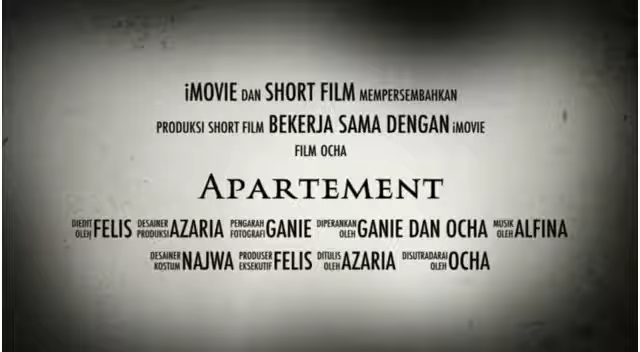 iMOVIE DAN SHORT FILM MEMPERSEMBAHKAN
PRODUKSI SHORT FILM BEKERJA SAMA DENGAN iMOVIE
FILM OCHA
APARTEMENT
DIEDIT OLEH FELIS DESAINER PRODUKSI AZARIA PENGARAH FOTOGRAFI GANIE DIPERANKAN OLEH GANIE DAN OCHA MUSIK OLEH ALFINA
DESAINER KOSTUM NAJWA PRODUSER EKSEKUTIF FELIS DITULIS OLEH AZARIA DISUTRADARAI OLEH OCHA